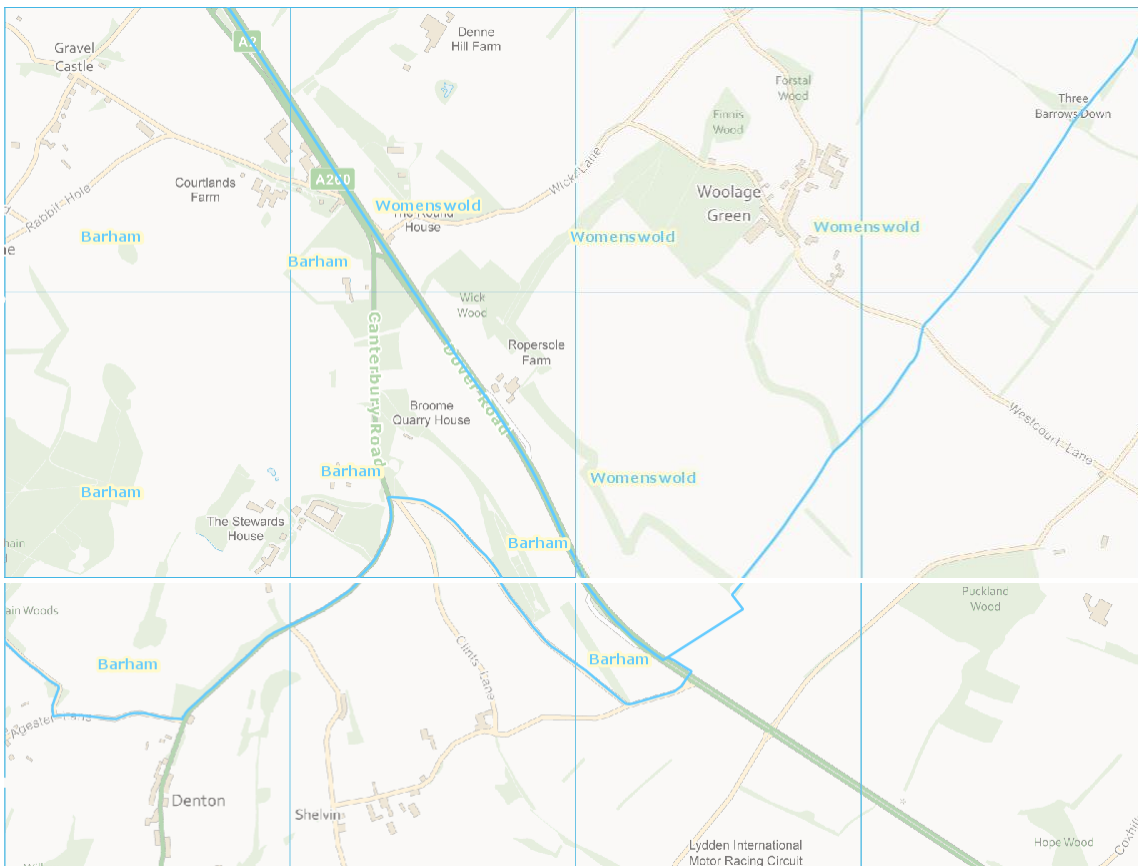 A2
Gravel
Castle
Denne
Hill Farm
Forstal
Wood
Three
Barrows Down
Finnis
Wood
Wick Lane
A260
Courtlands
Farm
Rabbit Hole
Woolage
Green
Womenswold
The Round
House
Barham
Womenswold
Womenswold
Barham
Wick
Wood
Canterbury Road
Dover Road
Ropersole
Farm
Broome
Quarry House
Westcourt Lane
Barham
Womenswold
Barham
The Stewards
House
Barham
Puckland
Wood
Woods
Barham
Clints Lane
Barham
Denton
Shelvin
Lydden International
Motor Racing Circuit
Hope Wood